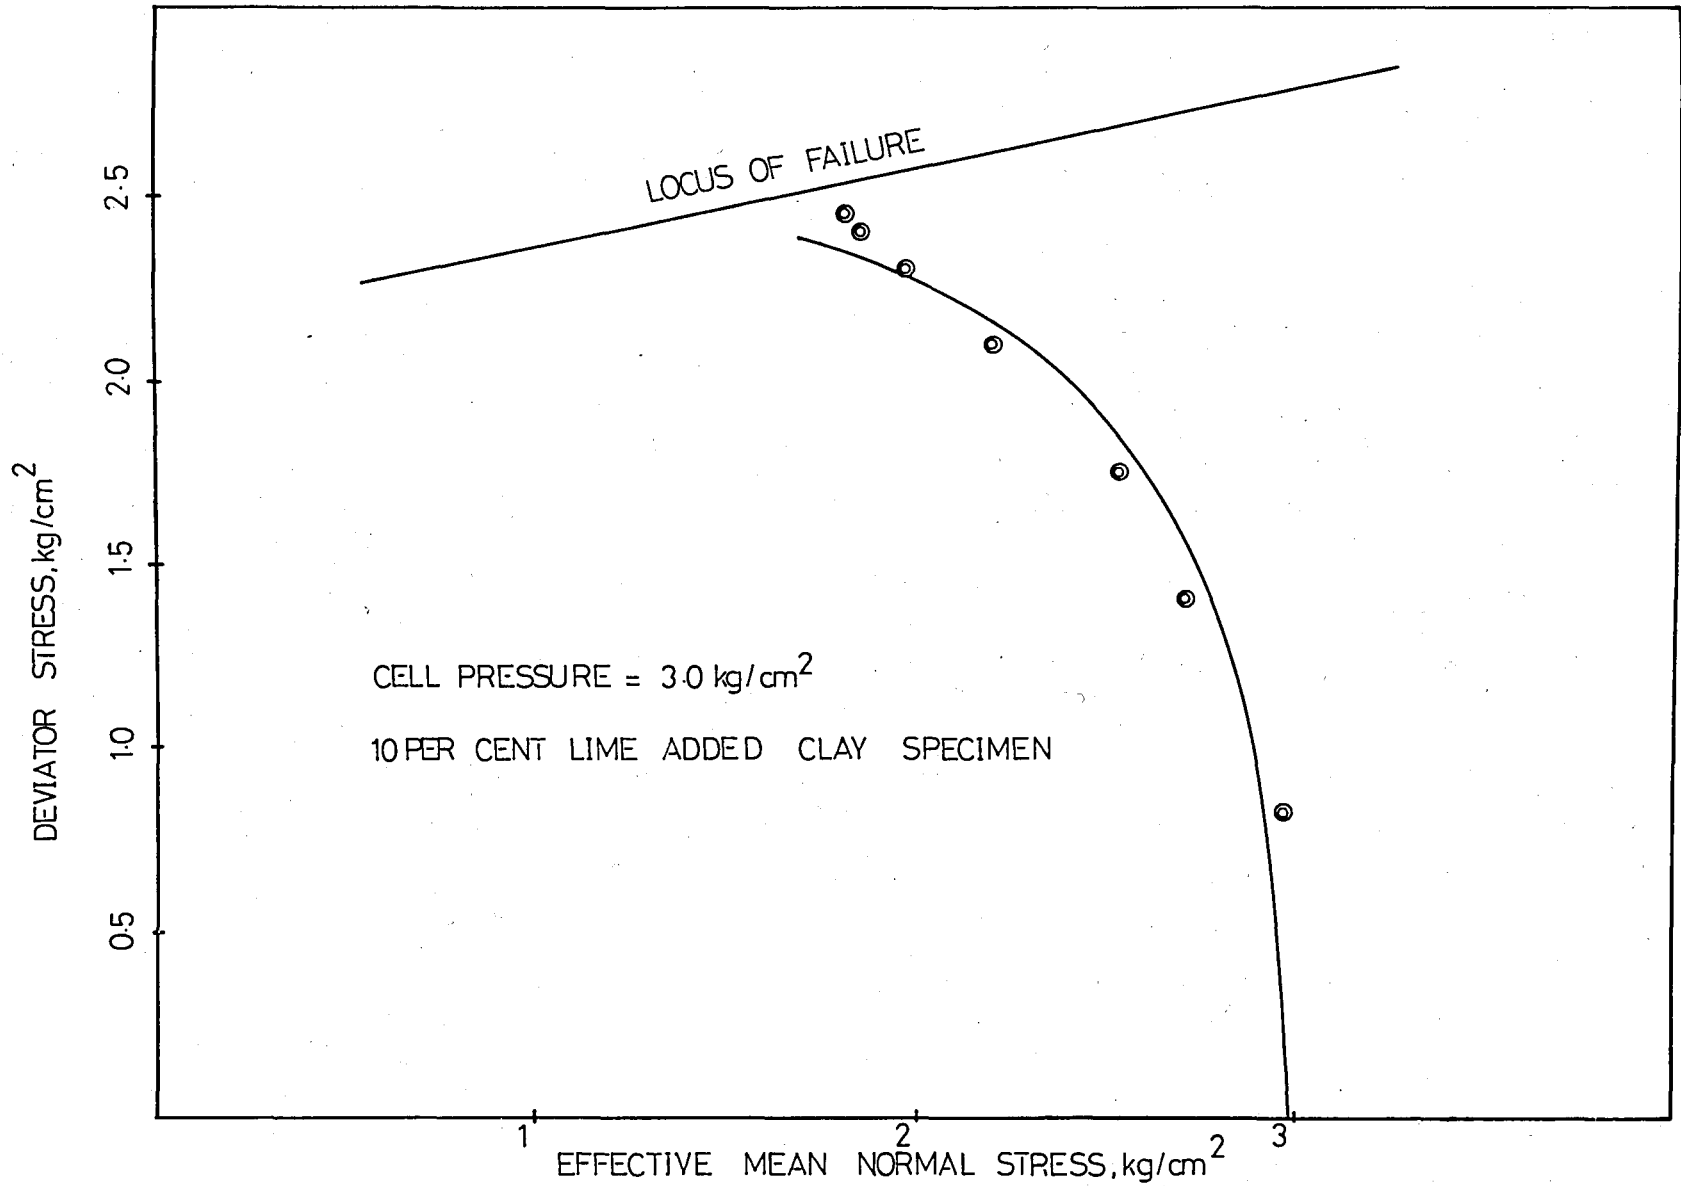 LOCUS OF FAILURE
2.5
2.0
1.5
1.0
0.5
DEVIATOR STRESS, kg/cm²
CELL PRESSURE = 3.0 kg/cm²
10 PER CENT LIME ADDED CLAY SPECIMEN
1 2 3
EFFECTIVE MEAN NORMAL STRESS, kg/cm²